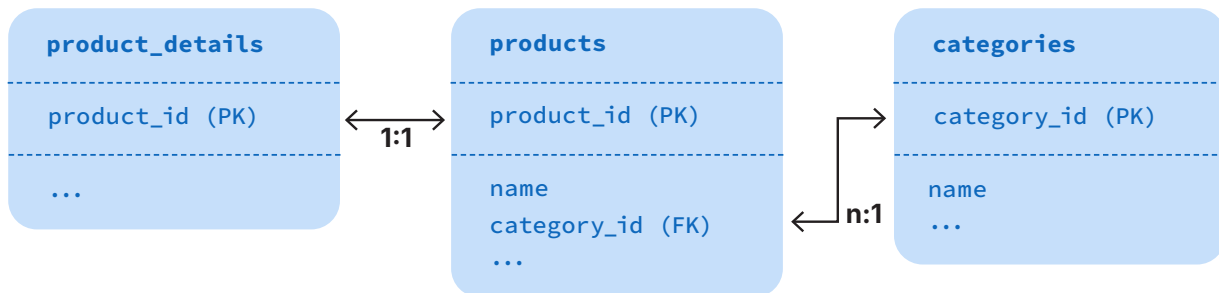 product_details
product_id (PK)
...
1:1
products
product_id (PK)
name
category_id (FK)
...
n:1
categories
category_id (PK)
name
...